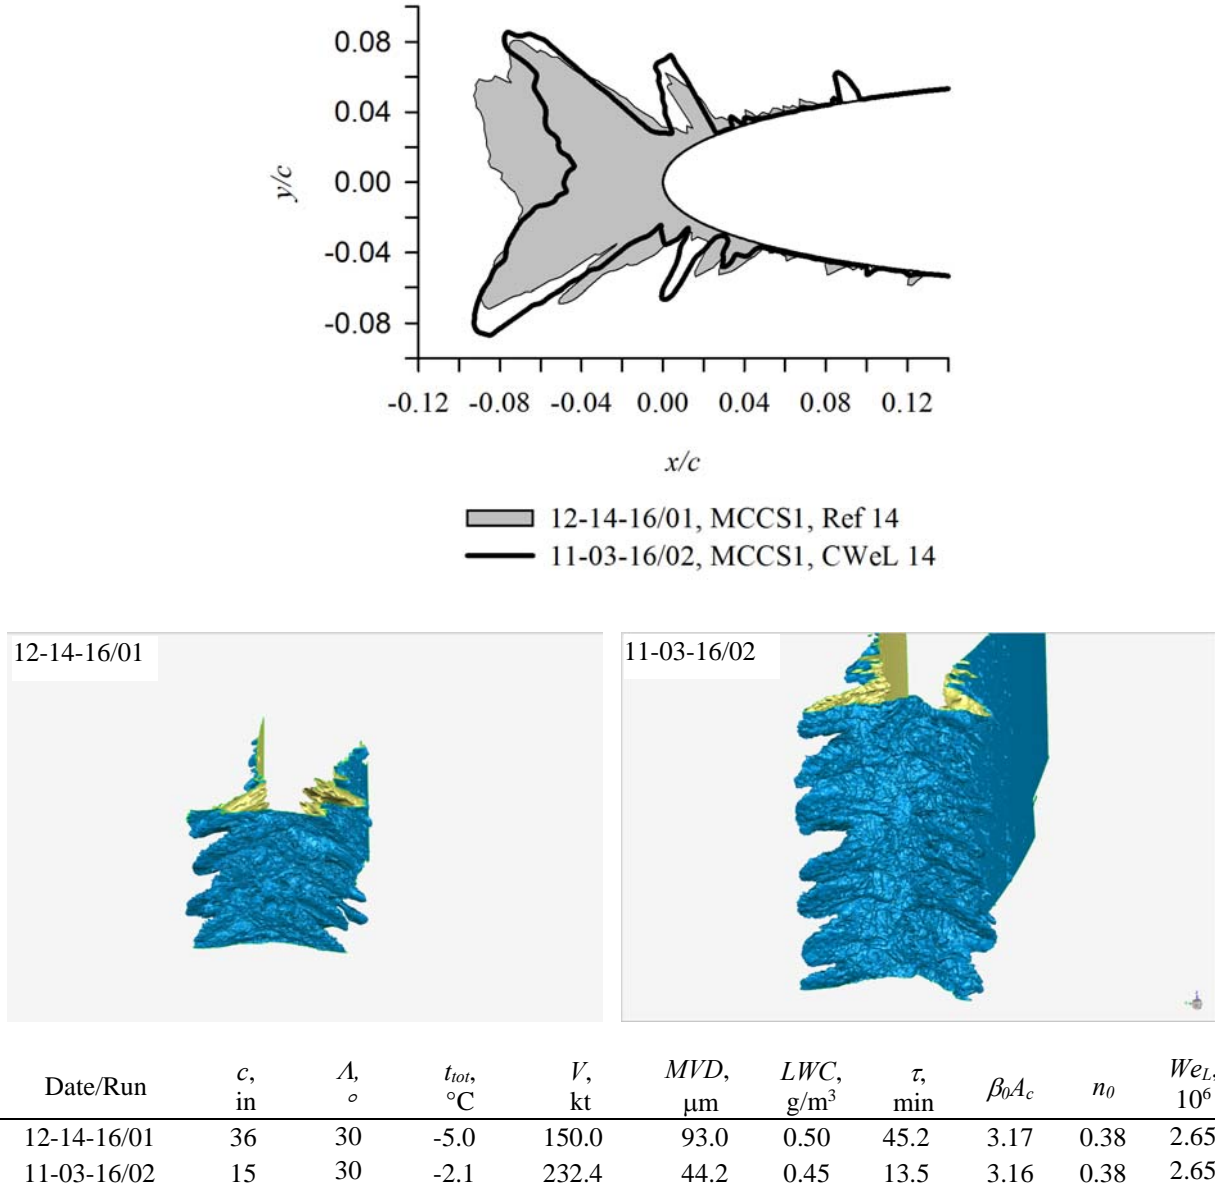 0.08
0.04
0.00
-0.04
-0.08
y/c
-0.12 -0.08 -0.04 0.00 0.04 0.08 0.12
x/c
12-14-16/01, MCCS1, Ref 14
11-03-16/02, MCCS1, CWeL 14
12-14-16/01
11-03-16/02
Date/Run c, Λ, t_tot, V, MVD, LWC, τ, β₀A_c n₀ We_L,
in ° °C kt μm g/m³ min 10⁶
12-14-16/01 36 30 -5.0 150.0 93.0 0.50 45.2 3.17 0.38 2.65
11-03-16/02 15 30 -2.1 232.4 44.2 0.45 13.5 3.16 0.38 2.65